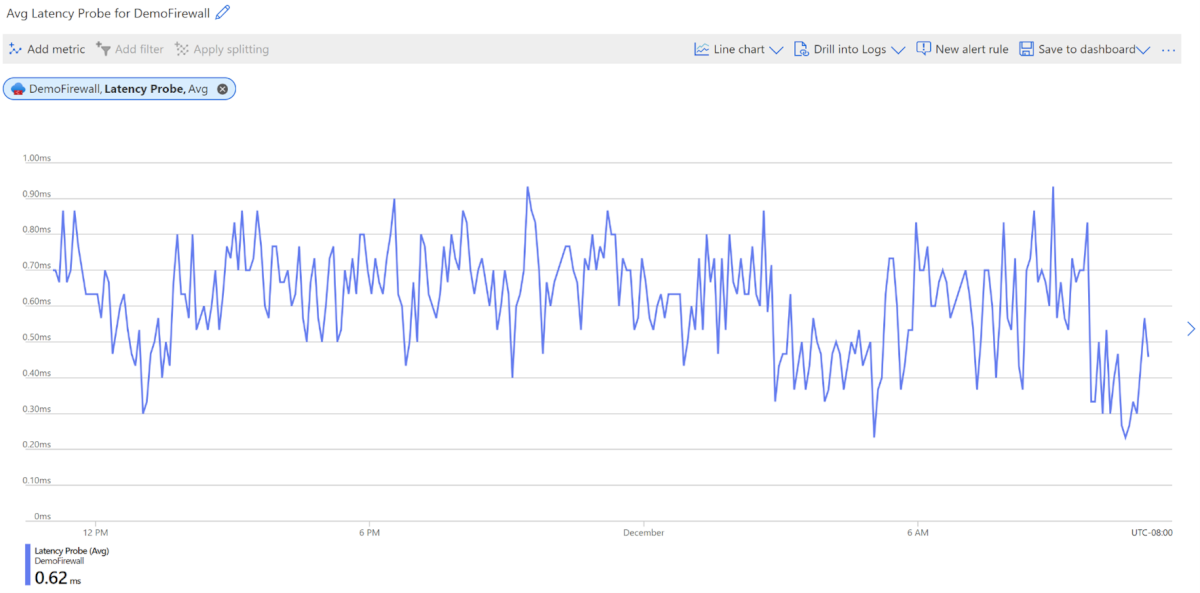 Avg Latency Probe for DemoFirewall
Add metric Add filter Apply splitting Line chart Drill into Logs New alert rule Save to dashboard ...
DemoFirewall, Latency Probe, Avg
1.00ms
0.90ms
0.80ms
0.70ms
0.60ms
0.50ms
0.40ms
0.30ms
0.20ms
0.10ms
0ms
12 PM 6 PM December 6 AM UTC-08:00
Latency Probe (Avg)
DemoFirewall
0.62 ms